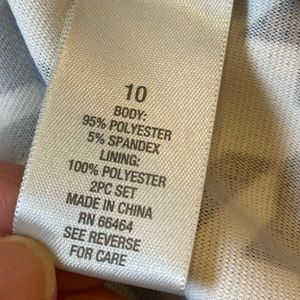 10
BODY:
95% POLYESTER
5% SPANDEX
LINING:
100% POLYESTER
2PC SET
MADE IN CHINA
RN 66464
SEE REVERSE
FOR CARE